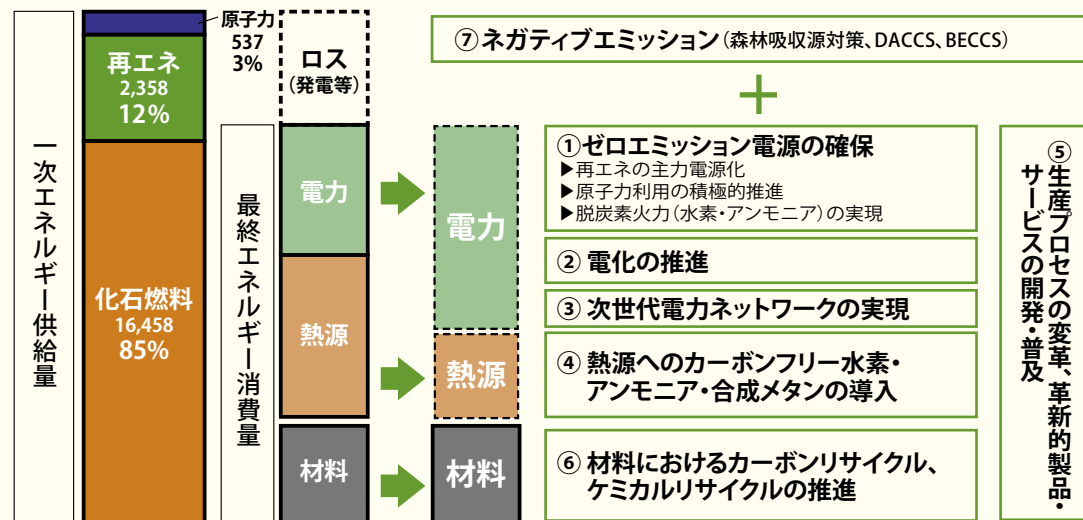 一次エネルギー供給量
原子力
537
3%
再エネ
2,358
12%
化石燃料
16,458
85%
最終エネルギー消費量
ロス
(発電等)
電力
熱源
材料
電力
熱源
材料
⑦ネガティブエミッション(森林吸収源対策、DACCS、BECCS)
+
①ゼロエミッション電源の確保
▶再エネの主力電源化
▶原子力利用の積極的推進
▶脱炭素火力(水素・アンモニア)の実現
② 電化の推進
③ 次世代電力ネットワークの実現
④ 熱源へのカーボンフリー水素・
アンモニア・合成メタンの導入
⑥ 材料におけるカーボンリサイクル、
ケミカルリサイクルの推進
⑤生産プロセスの変革、革新的製品・
サービスの開発・普及